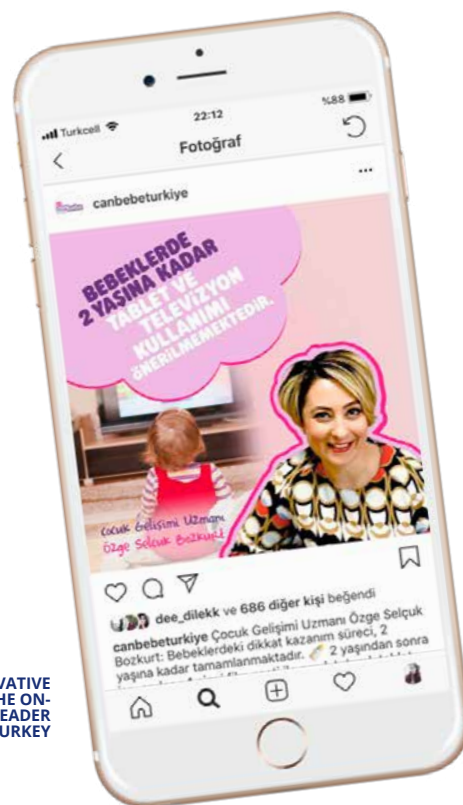 Turkcell
22:12
%88
Fotoğraf
canbebeturkiye
BEBEKLERDE
2 YAŞINA KADAR
TABLET VE
TELEVİZYON
KULLANIMI
ÖNERİLMEMEKTEDİR.
Çocuk Gelişimi Uzmanı
Özge Selçuk Bozkurt
dee_dilekk ve 686 diğer kişi beğendi
canbebeturkiye Çocuk Gelişimi Uzmanı Özge Selçuk
Bozkurt: Bebeklerdeki dikkat kazanım süreci, 2
yaşına kadar tamamlanmaktadır. 2 yaşından sonra
VATIVE
HE ON-
EADER
URKEY